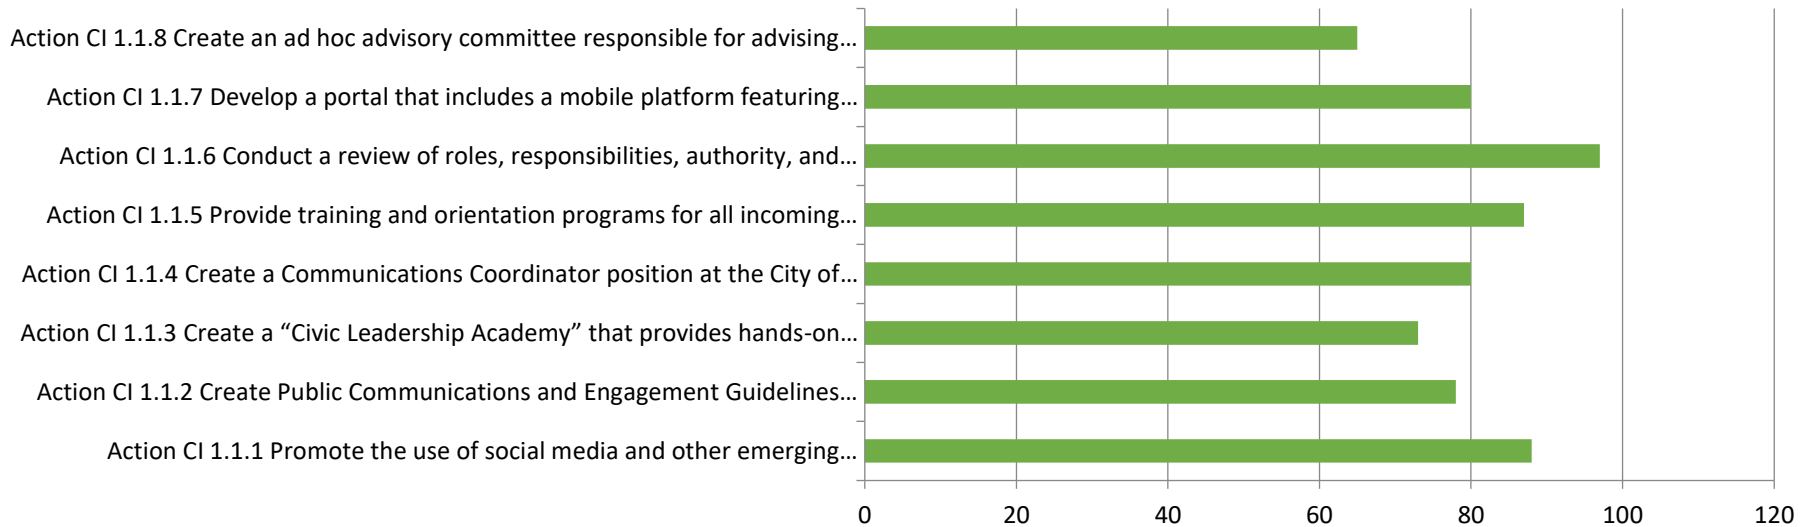 Action CI 1.1.8 Create an ad hoc advisory committee responsible for advising...
Action CI 1.1.7 Develop a portal that includes a mobile platform featuring...
Action CI 1.1.6 Conduct a review of roles, responsibilities, authority, and...
Action CI 1.1.5 Provide training and orientation programs for all incoming...
Action CI 1.1.4 Create a Communications Coordinator position at the City of...
Action CI 1.1.3 Create a “Civic Leadership Academy” that provides hands-on...
Action CI 1.1.2 Create Public Communications and Engagement Guidelines...
Action CI 1.1.1 Promote the use of social media and other emerging...
0 20 40 60 80 100 120